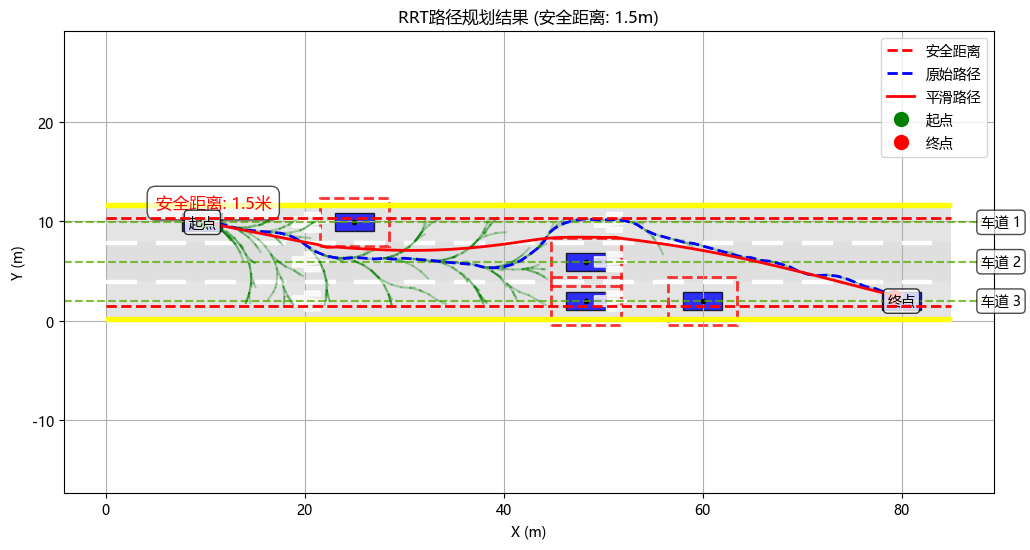 RRT路径规划结果 (安全距离: 1.5m)
安全距离
原始路径
平滑路径
起点
终点
安全距离: 1.5米
起点
车道 1
车道 2
车道 3
终点
20
10
0
-10
Y (m)
0
20
40
60
80
X (m)